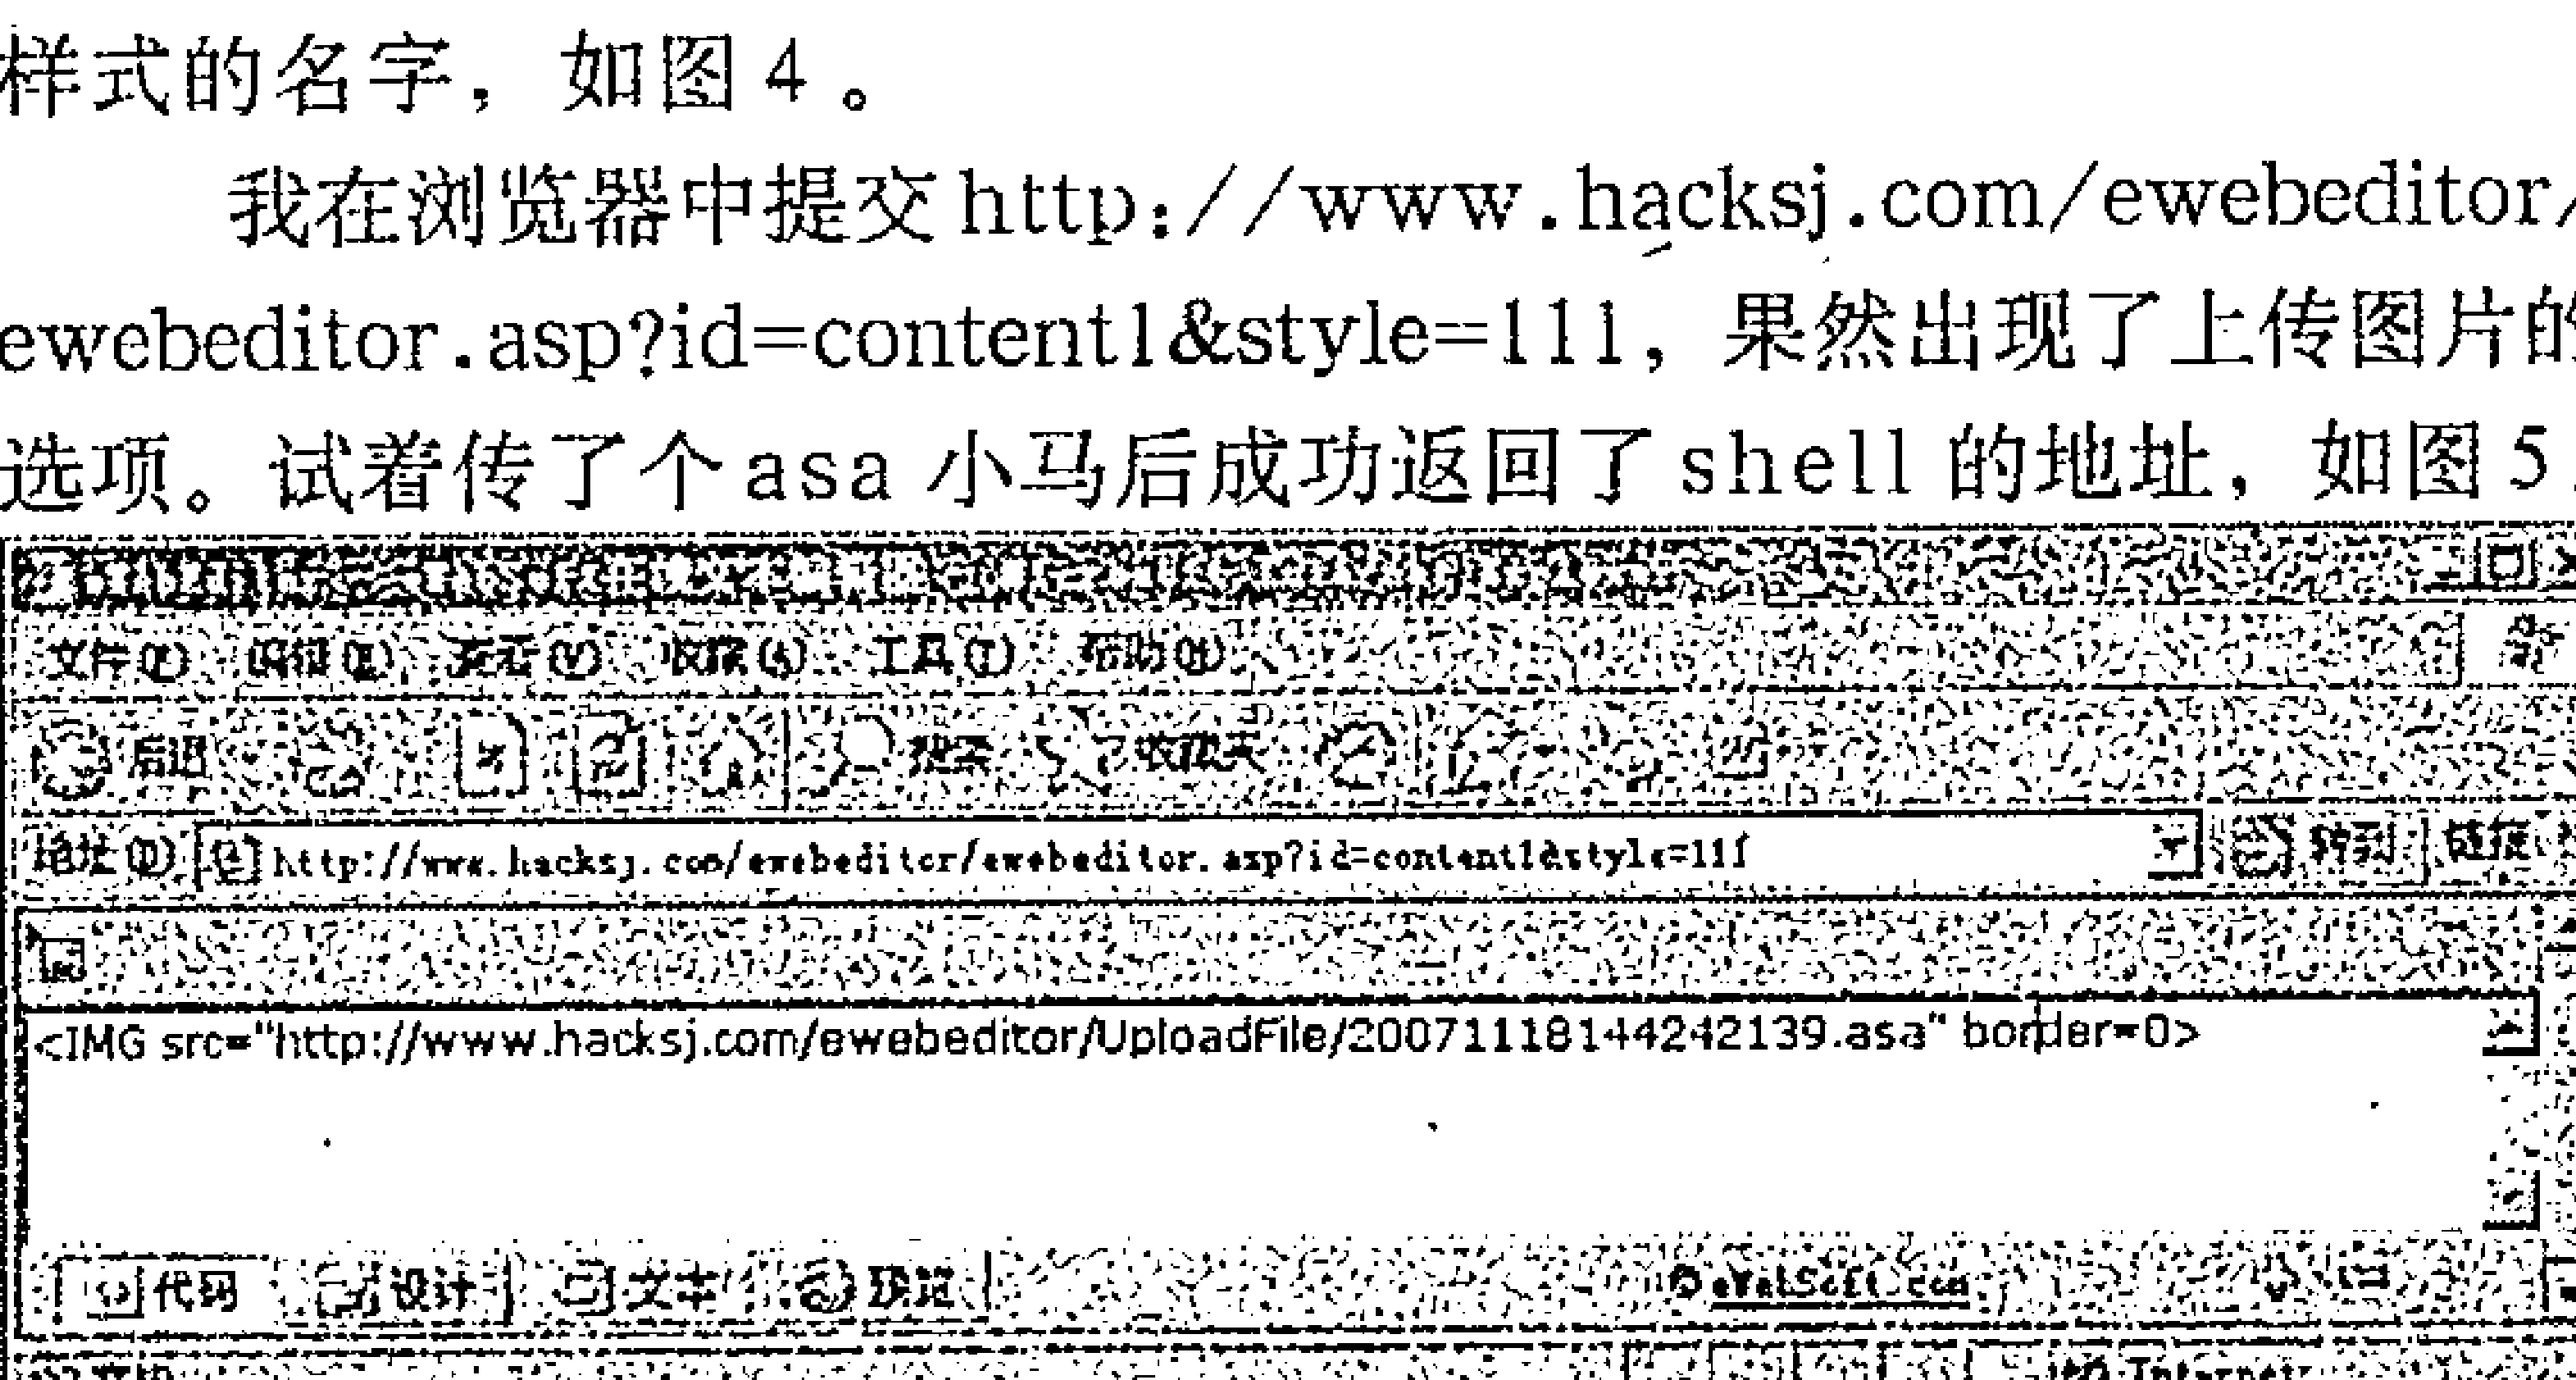 样式的名字，如图4。
我在浏览器中提交http://www.hacksj.com/ewebeditor/
ewebeditor.asp?id=content1&style=111，果然出现了上传图片的
选项。试着传了个asa小马后成功返回了shell的地址，如图5
文件(F) 编辑(E) 查看(V) 收藏(A) 工具(T) 帮助(H)
后退 搜索 收藏夹
地址(D) http://www.hacksj.com/ewebeditor/ewebeditor.asp?id=content1&style=111 转到 链接
<IMG src="http://www.hacksj.com/ewebeditor/UploadFile/20071118144242139.asa" border=0>
代码 设计 文本 预览 eWebSoft.com
Internet